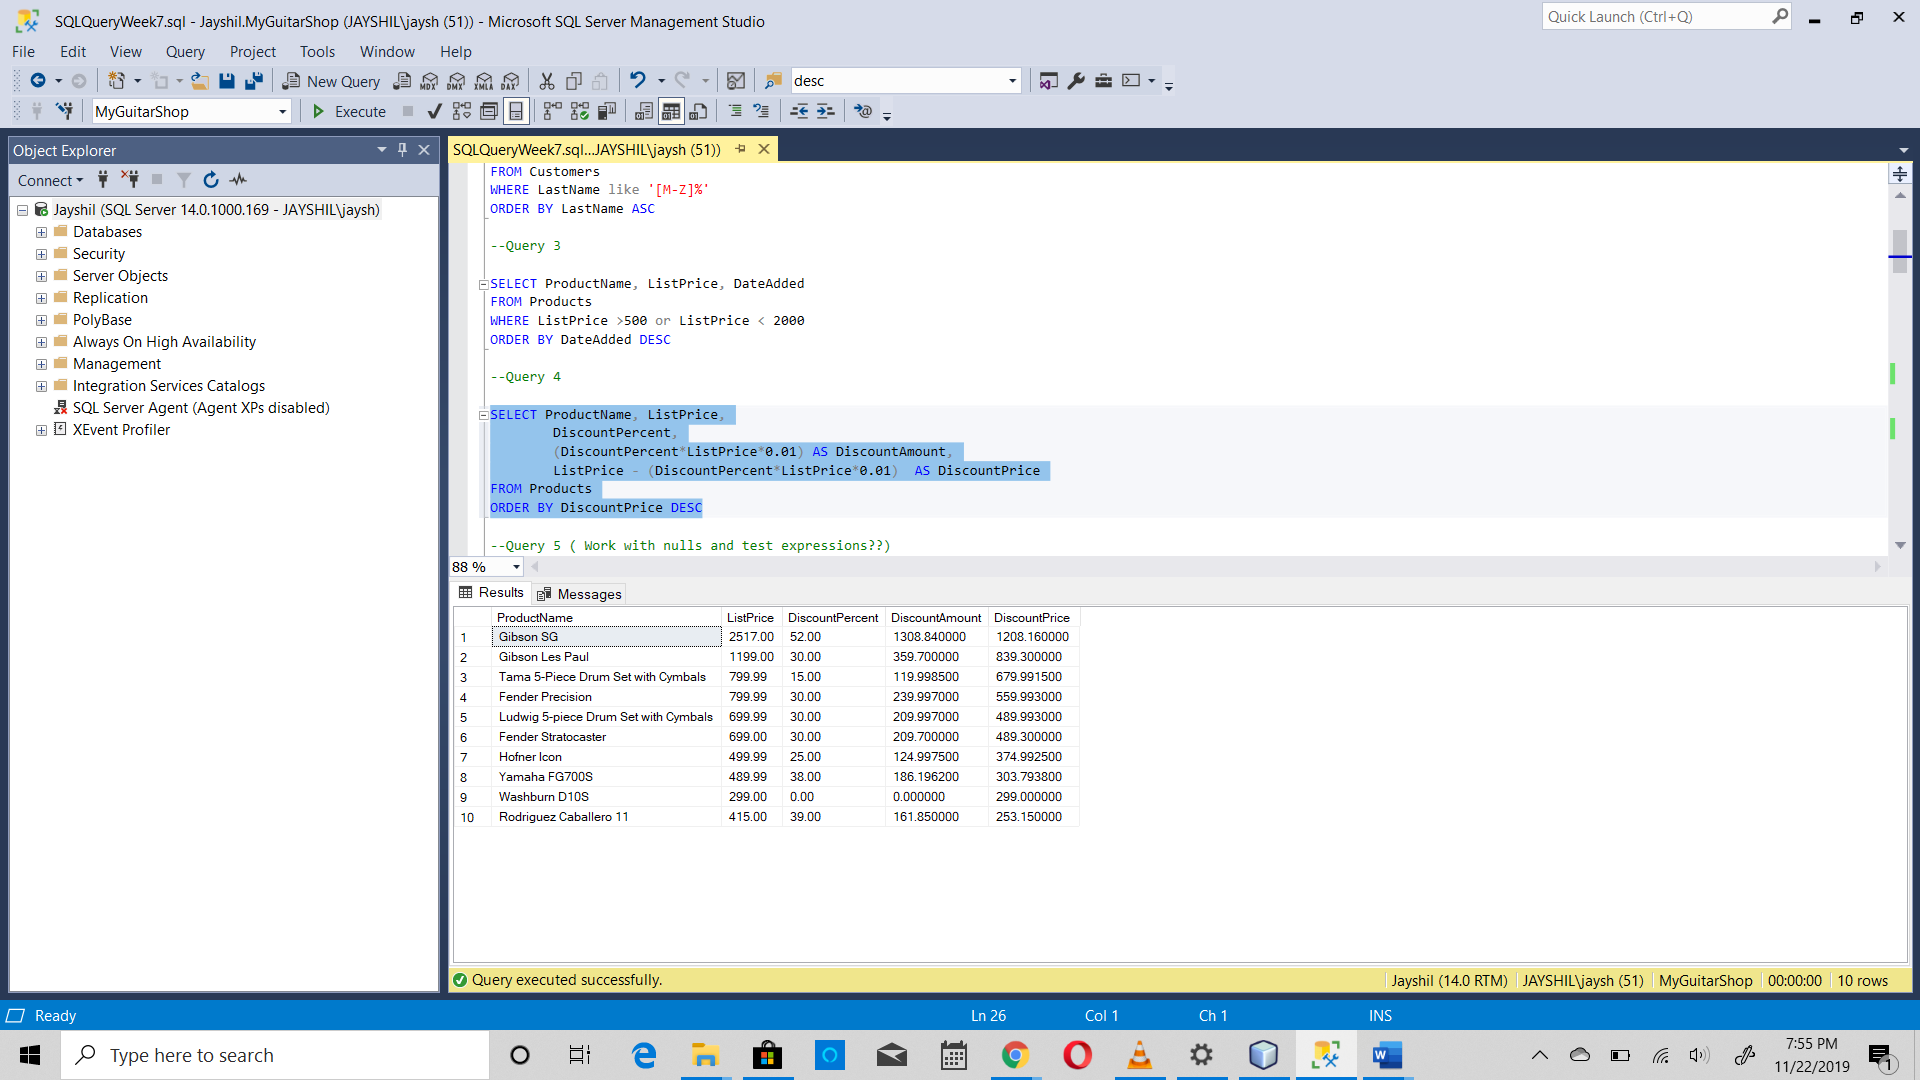 SQLQueryWeek7.sql - Jayshil.MyGuitarShop (JAYSHIL\jaysh (51)) - Microsoft SQL Server Management Studio
Quick Launch (Ctrl+Q)
File Edit View Query Project Tools Window Help
New Query MDX DMX XMLA DAX desc
MyGuitarShop Execute
Object Explorer
Connect
Jayshil (SQL Server 14.0.1000.169 - JAYSHIL\jaysh)
Databases
Security
Server Objects
Replication
PolyBase
Always On High Availability
Management
Integration Services Catalogs
SQL Server Agent (Agent XPs disabled)
XEvent Profiler
SQLQueryWeek7.sql...JAYSHIL\jaysh (51))
FROM Customers
WHERE LastName like '[M-Z]%'
ORDER BY LastName ASC
--Query 3
SELECT ProductName, ListPrice, DateAdded
FROM Products
WHERE ListPrice >500 or ListPrice < 2000
ORDER BY DateAdded DESC
--Query 4
SELECT ProductName, ListPrice,
DiscountPercent,
(DiscountPercent*ListPrice*0.01) AS DiscountAmount,
ListPrice - (DiscountPercent*ListPrice*0.01) AS DiscountPrice
FROM Products
ORDER BY DiscountPrice DESC
--Query 5 ( Work with nulls and test expressions??)
88 %
Results Messages
ProductName ListPrice DiscountPercent DiscountAmount DiscountPrice
1 Gibson SG 2517.00 52.00 1308.840000 1208.160000
2 Gibson Les Paul 1199.00 30.00 359.700000 839.300000
3 Tama 5-Piece Drum Set with Cymbals 799.99 15.00 119.998500 679.991500
4 Fender Precision 799.99 30.00 239.997000 559.993000
5 Ludwig 5-piece Drum Set with Cymbals 699.99 30.00 209.997000 489.993000
6 Fender Stratocaster 699.00 30.00 209.700000 489.300000
7 Hofner Icon 499.99 25.00 124.997500 374.992500
8 Yamaha FG700S 489.99 38.00 186.196200 303.793800
9 Washburn D10S 299.00 0.00 0.000000 299.000000
10 Rodriguez Caballero 11 415.00 39.00 161.850000 253.150000
Query executed successfully. Jayshil (14.0 RTM) JAYSHIL\jaysh (51) MyGuitarShop 00:00:00 10 rows
Ready Ln 26 Col 1 Ch 1 INS
Type here to search
7:55 PM
11/22/2019
1